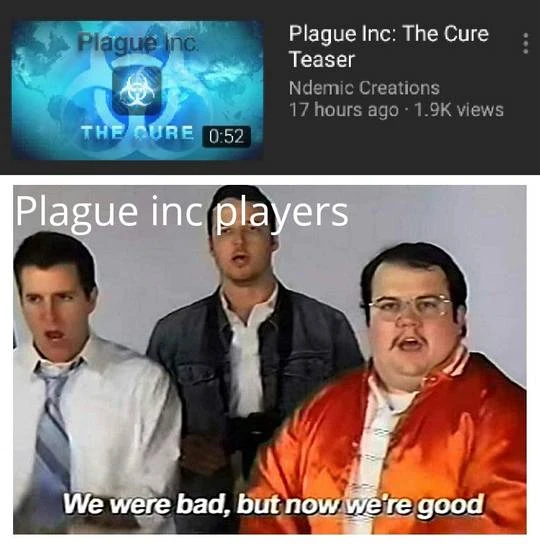 Plague Inc.
THE CURE
0:52
Plague Inc: The Cure
Teaser
Ndemic Creations
17 hours ago · 1.9K views
Plague inc players
We were bad, but now we're good